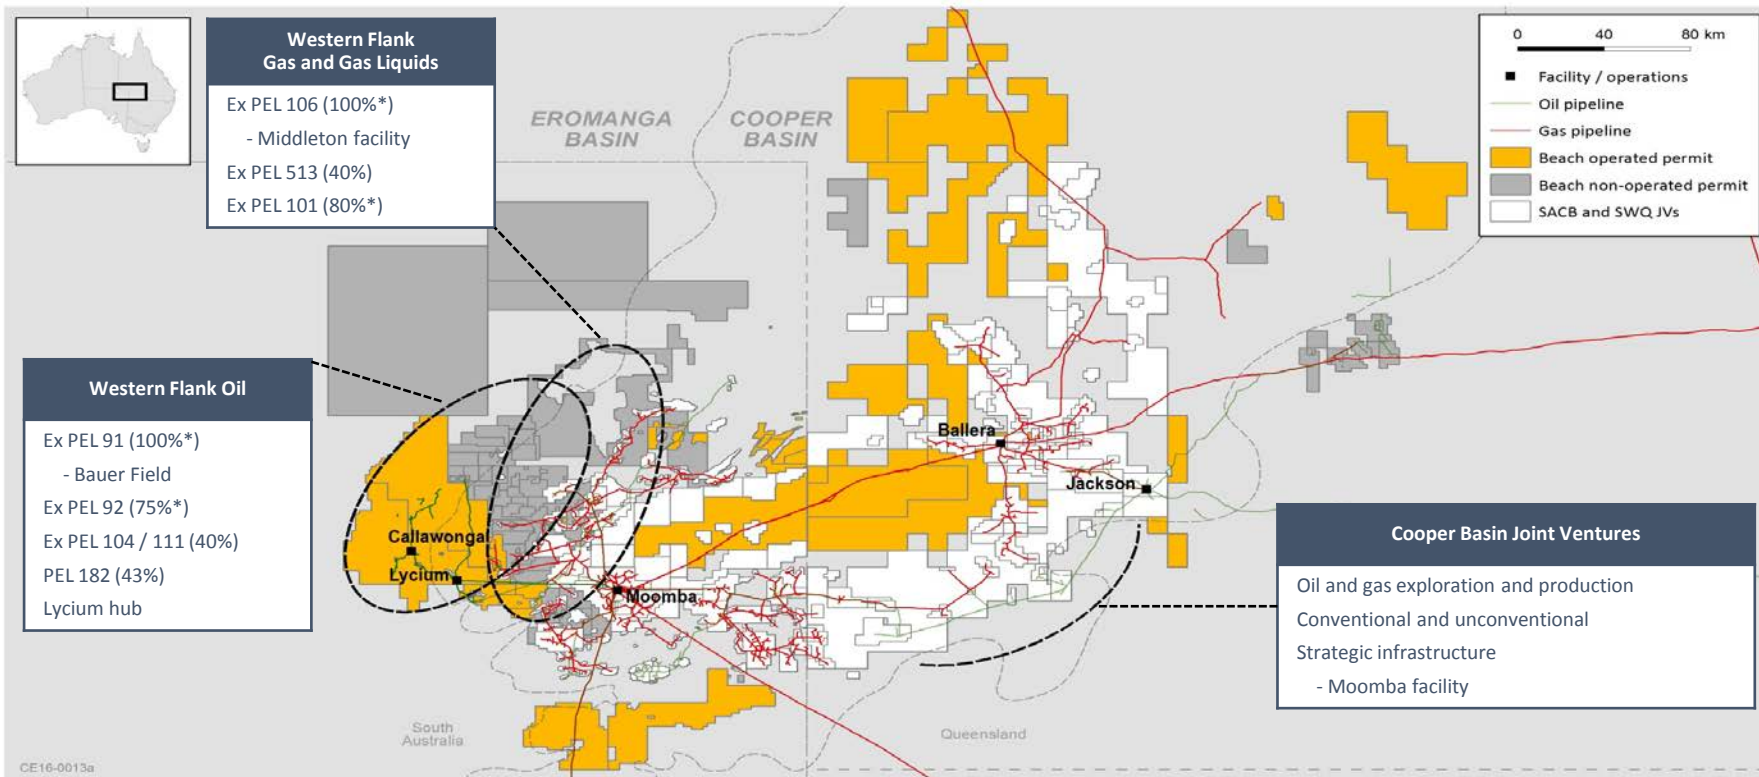 Western Flank
Gas and Gas Liquids
Ex PEL 106 (100%*)
- Middleton facility
Ex PEL 513 (40%)
Ex PEL 101 (80%*)
EROMANGA
BASIN
COOPER
BASIN
0 40 80 km
Facility / operations
Oil pipeline
Gas pipeline
Beach operated permit
Beach non-operated permit
SACB and SWQ JVs
Western Flank Oil
Ex PEL 91 (100%*)
- Bauer Field
Ex PEL 92 (75%*)
Ex PEL 104 / 111 (40%)
PEL 182 (43%)
Lycium hub
Callawongal
Lycium
Moomba
Ballera
Jackson
Cooper Basin Joint Ventures
Oil and gas exploration and production
Conventional and unconventional
Strategic infrastructure
- Moomba facility
South
Australia
Queensland
CE16-0013a